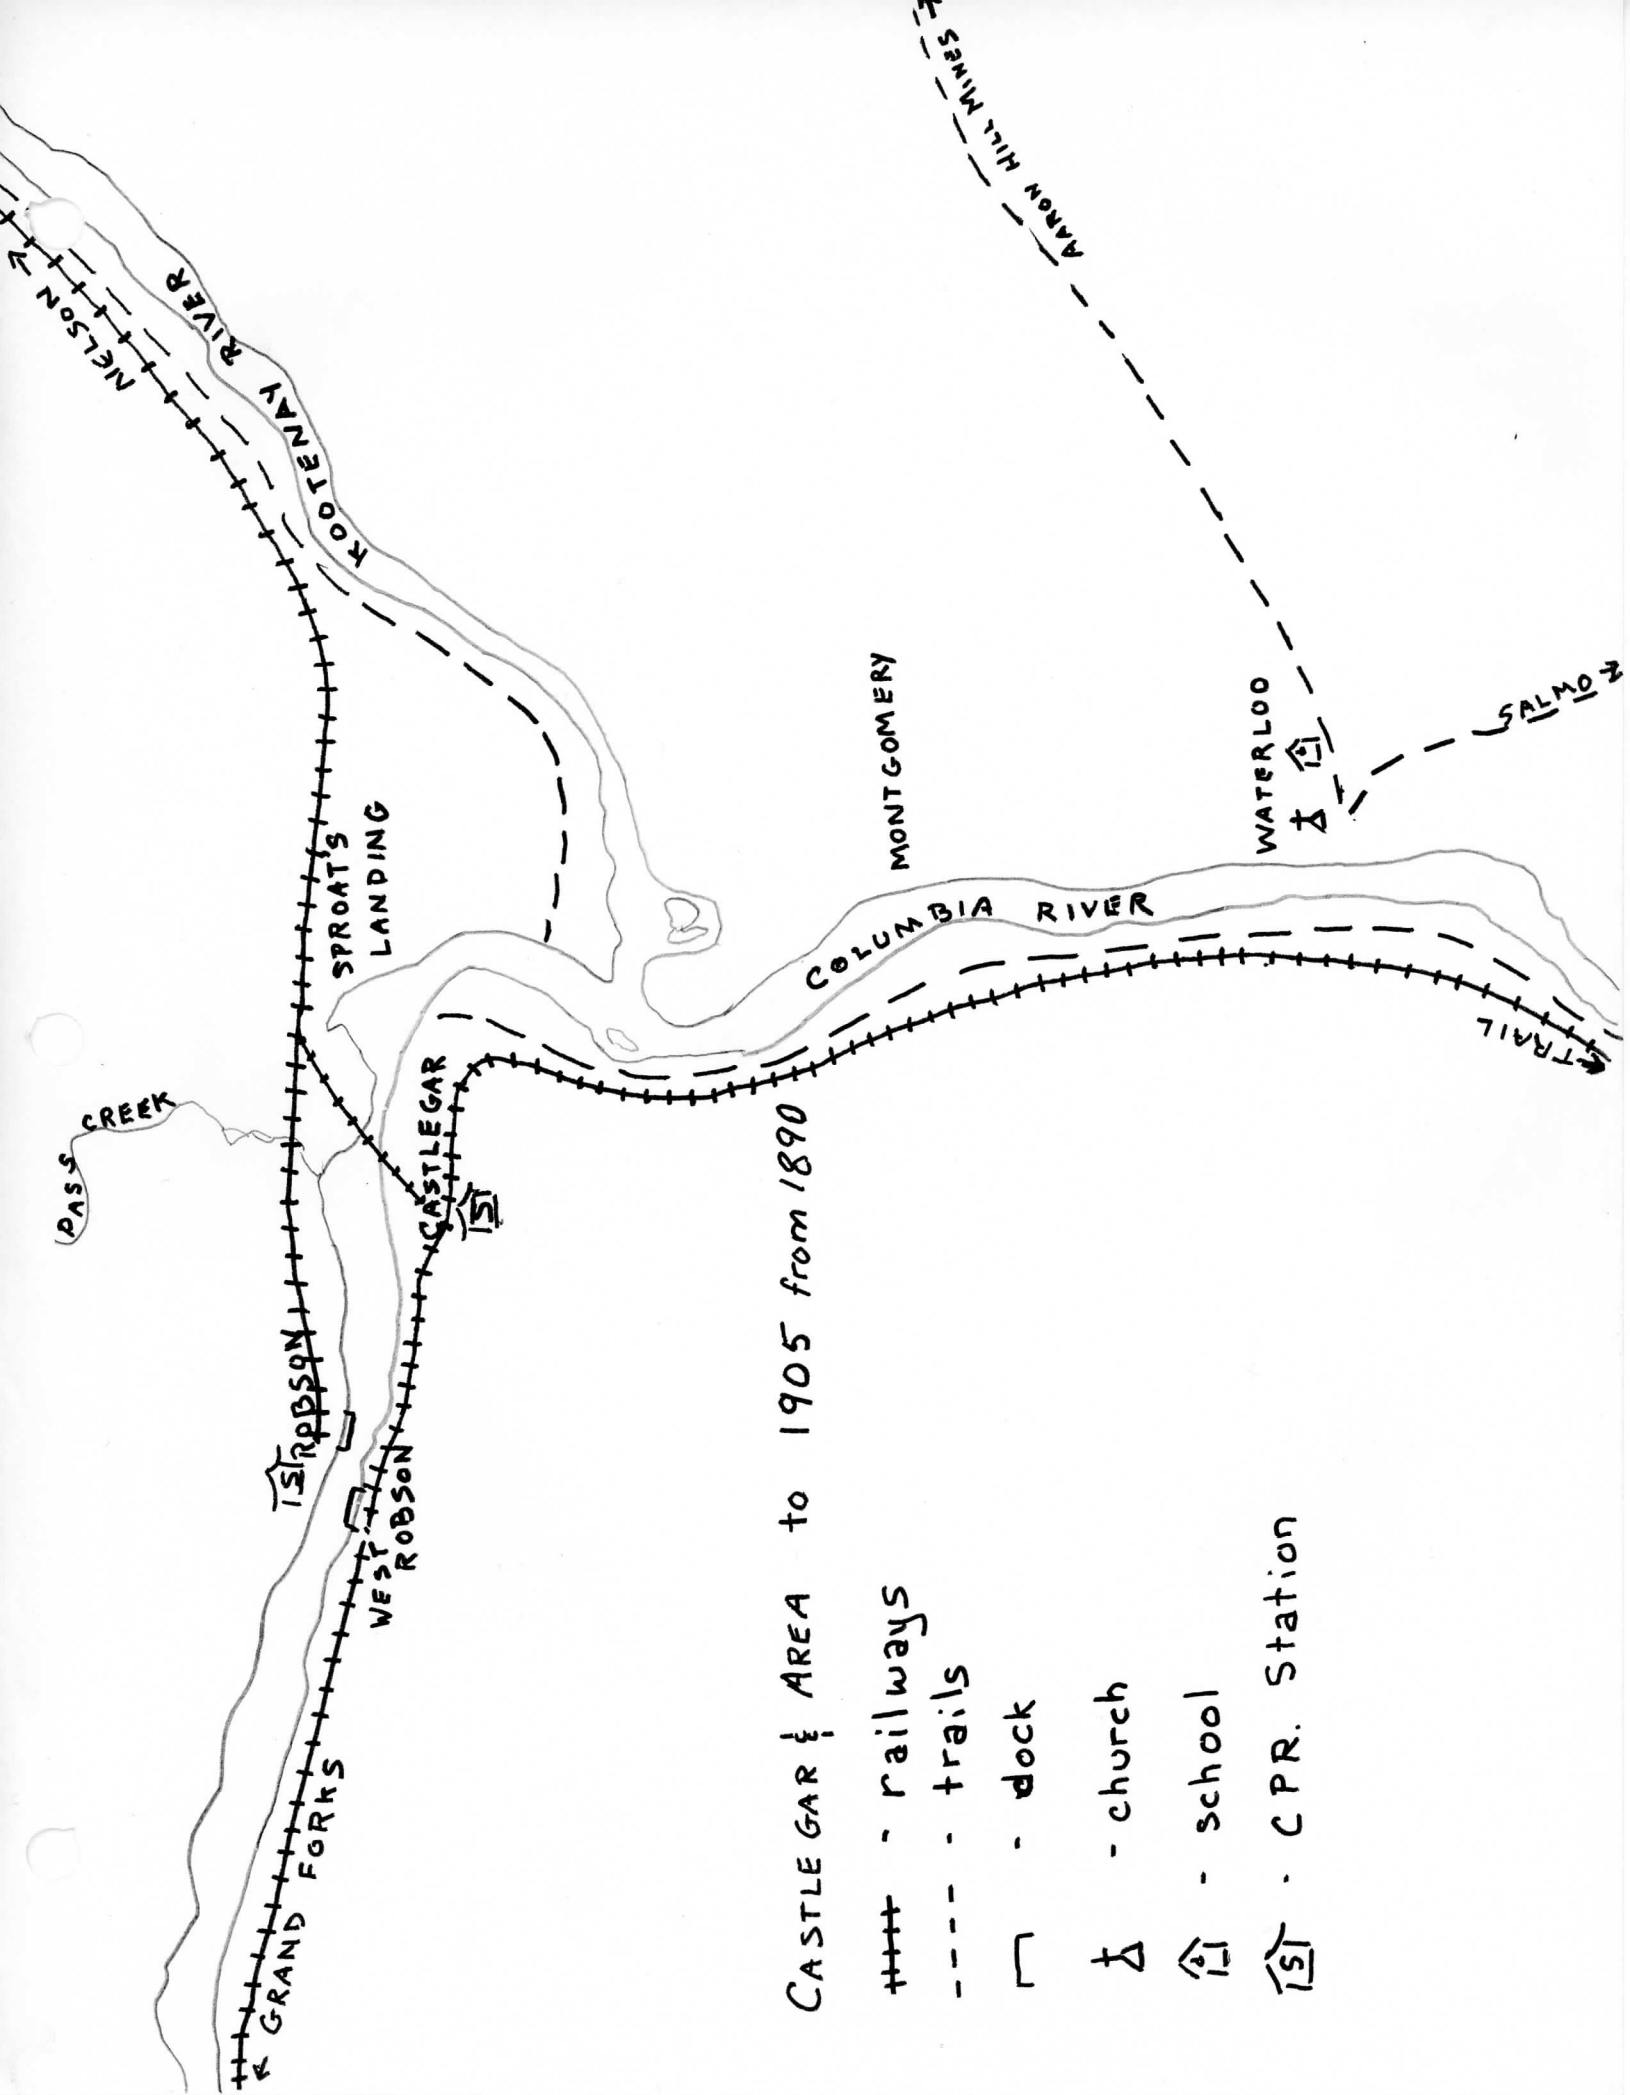 NELSON
KOOTENAY RIVER
AARON HILL MINES
PASS CREEK
SPROAT'S
LANDING
ROBSON
S
CASTLEGAR
S
WEST
ROBSON
GRAND FORKS
COLUMBIA RIVER
MONTGOMERY
WATERLOO
SALMO
TRAIL
CASTLEGAR & AREA to 1905 from 1890
- railways
- trails
- dock
- church
- school
S - CPR. Station